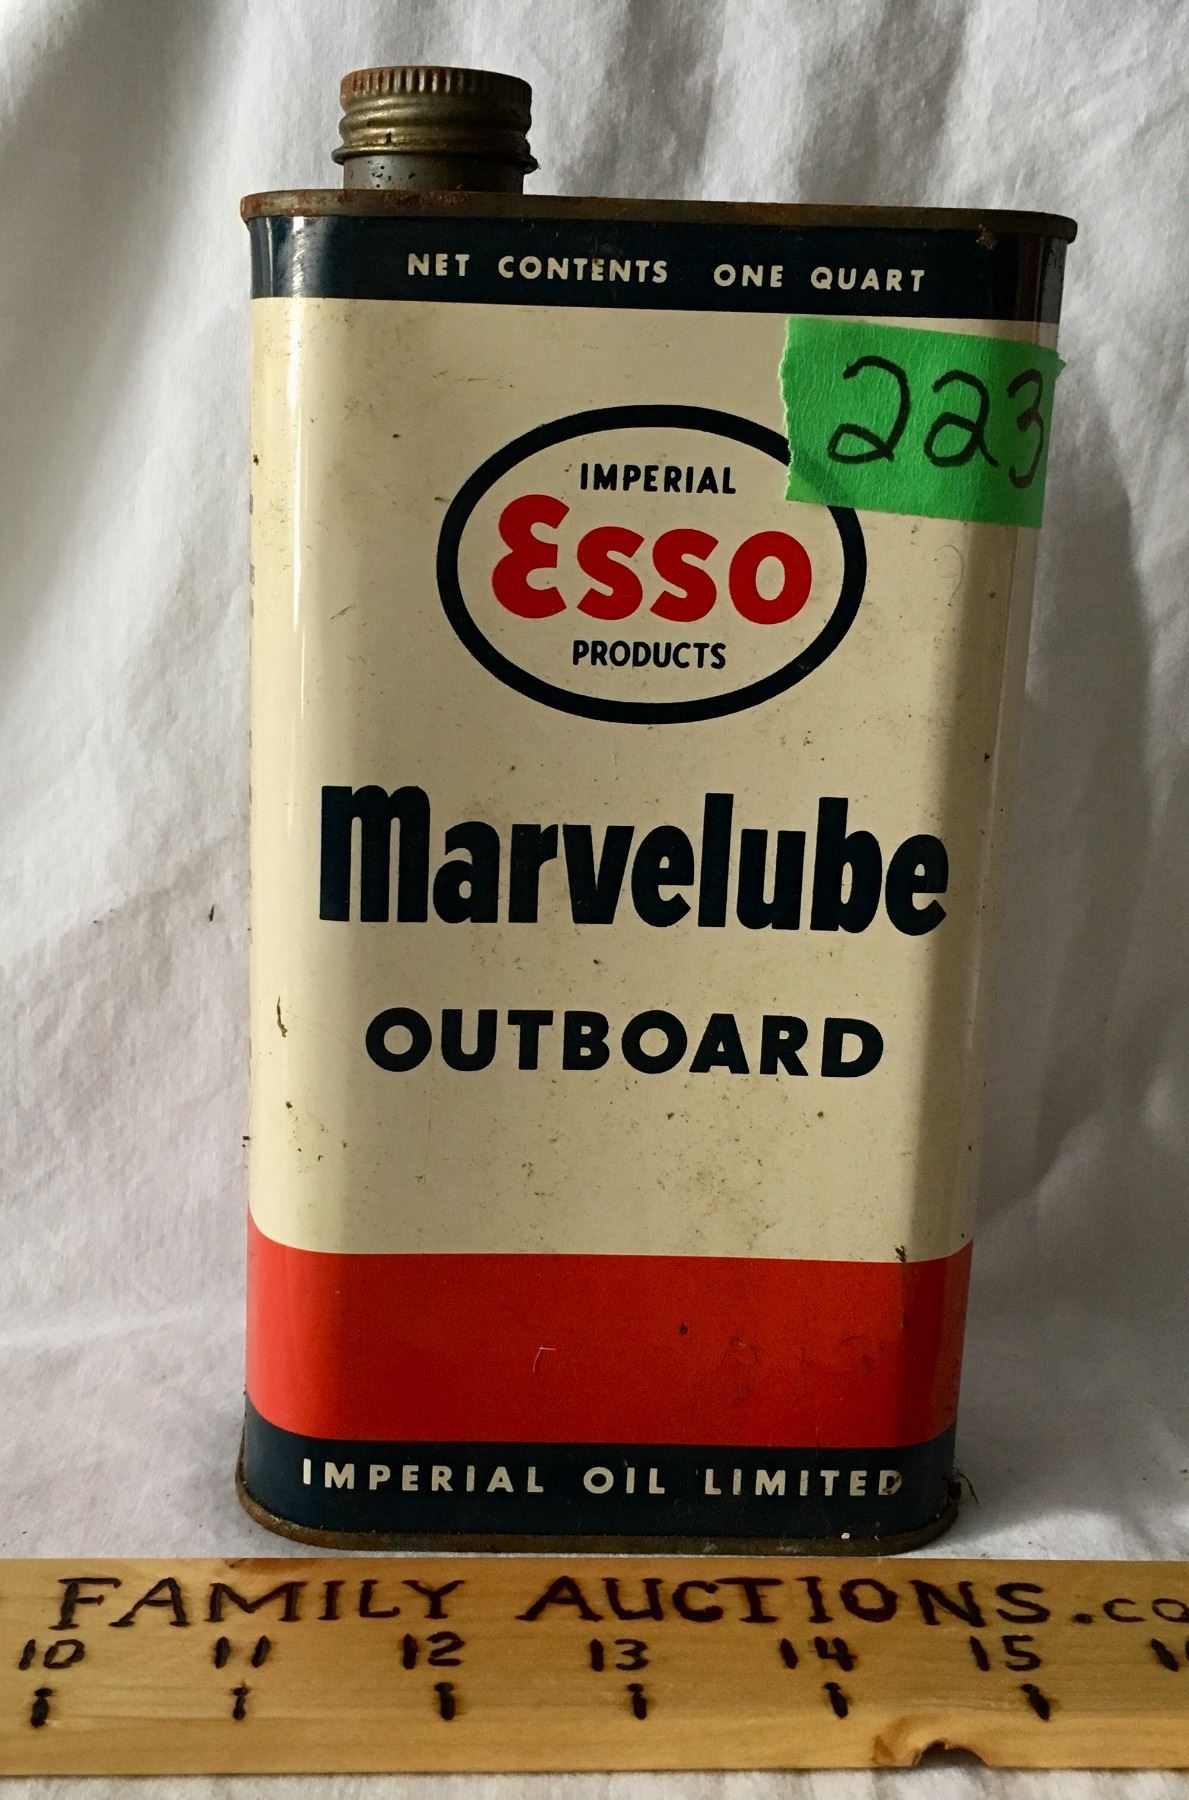 NET CONTENTS ONE QUART
223
IMPERIAL
Esso
PRODUCTS
Marvelube
OUTBOARD
IMPERIAL OIL LIMITED
FAMILY AUCTIONS.co
10 11 12 13 14 15